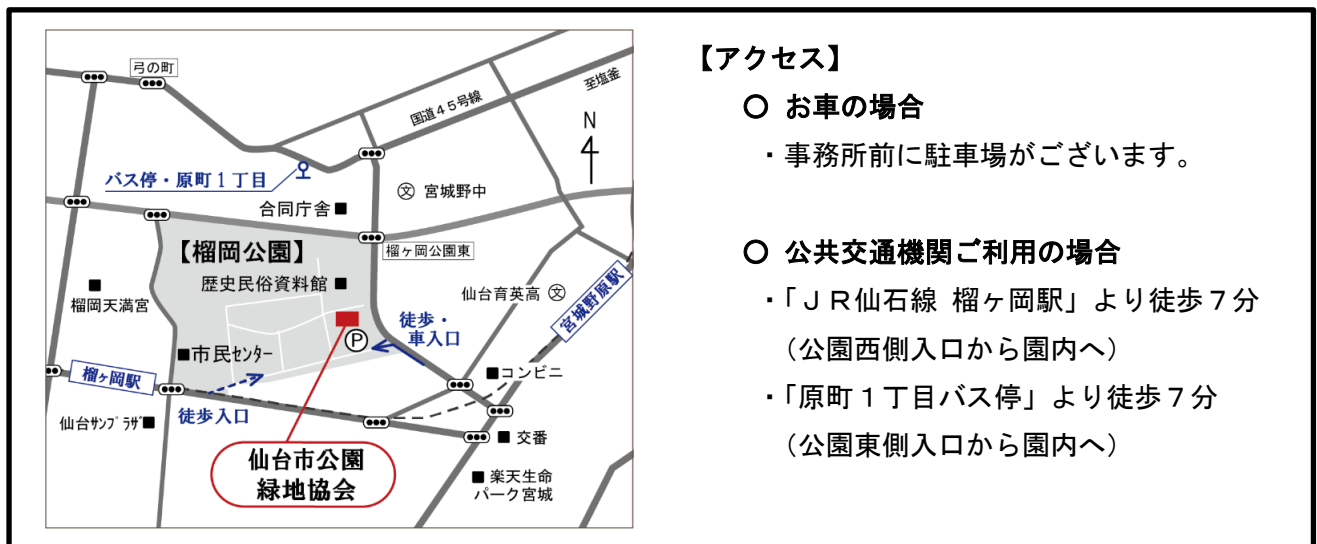 弓の町
国道４５号線
至塩釜
N
バス停・原町１丁目
文 宮城野中
合同庁舎■
【榴岡公園】
榴ヶ岡公園東
歴史民俗資料館■
■
榴岡天満宮
仙台育英高 文
宮城野原駅
徒歩・
車入口
P
■市民ｾﾝﾀｰ
榴ヶ岡駅
■コンビニ
徒歩入口
仙台ｻﾝﾌﾟﾗｻﾞ■
■ 交番
仙台市公園
緑地協会
■ 楽天生命
パーク宮城
【アクセス】
〇 お車の場合
・事務所前に駐車場がございます。
〇 公共交通機関ご利用の場合
・「ＪＲ仙石線 榴ヶ岡駅」より徒歩７分
（公園西側入口から園内へ）
・「原町１丁目バス停」より徒歩７分
（公園東側入口から園内へ）